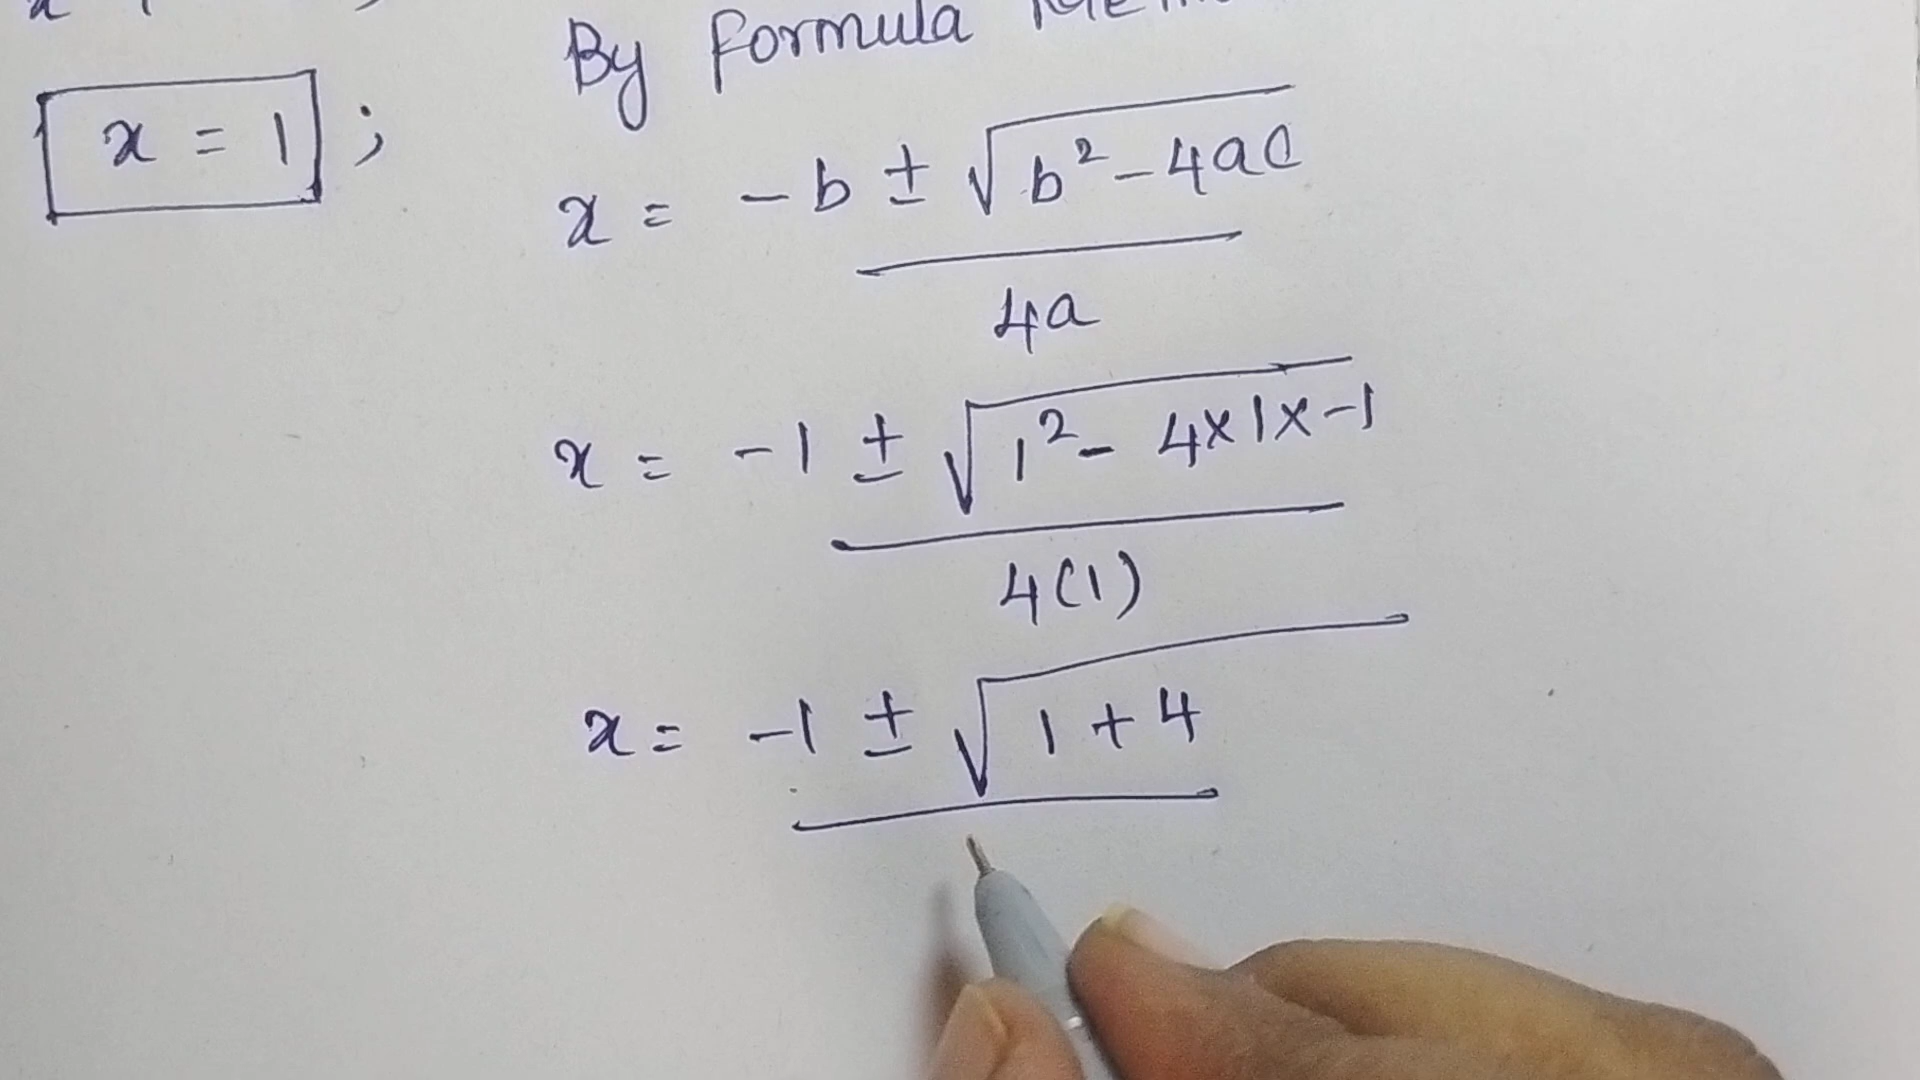 By Formula
x = 1 ;
x = -b ± √b² - 4ac
4a
x = -1 ± √1² - 4×1×-1
4(1)
x = -1 ± √1+4